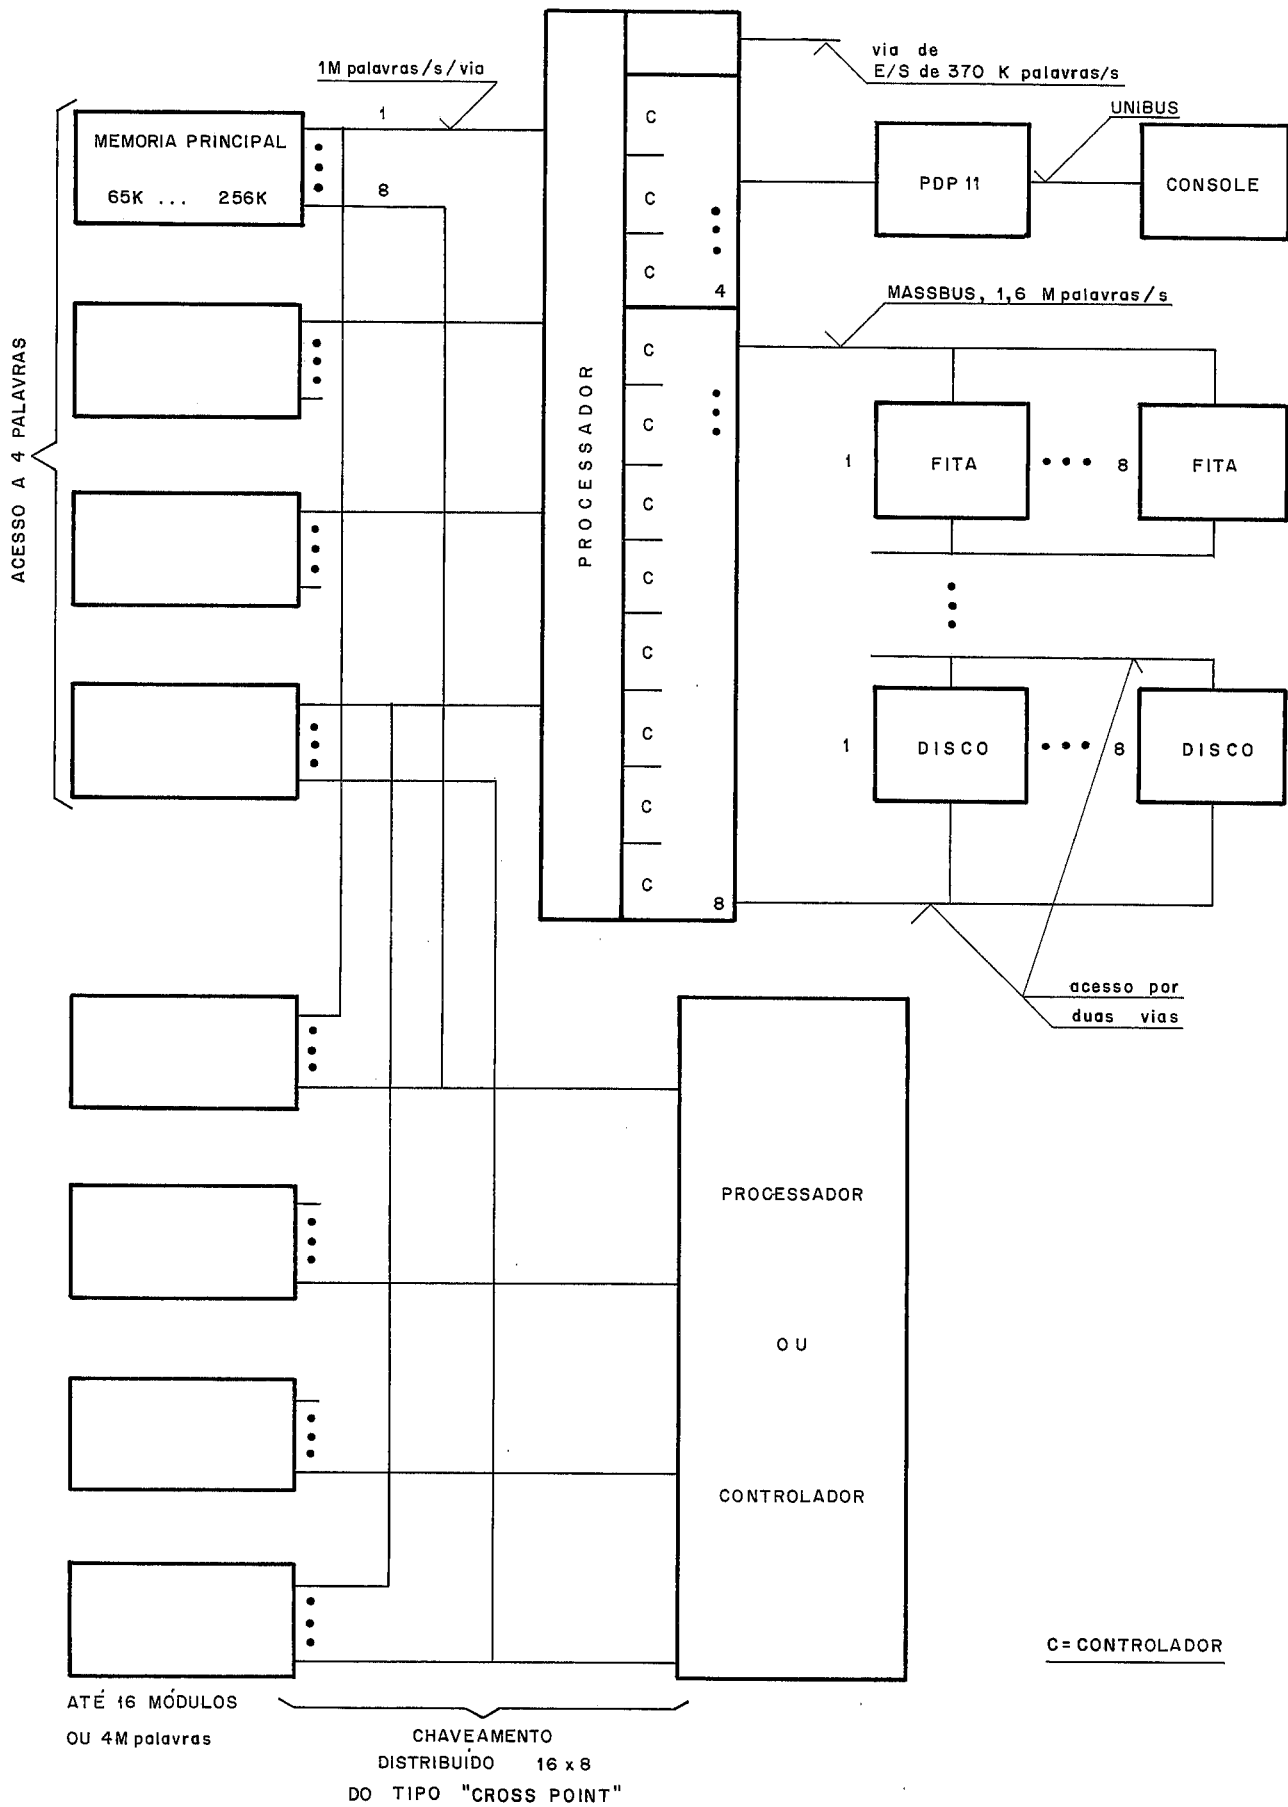 via de
E/S de 370 K palavras/s
1M palavras/s/via
UNIBUS
1
MEMORIA PRINCIPAL
65K ... 256K
8
C
C
C
4
PDP 11
CONSOLE
MASSBUS, 1,6 M palavras/s
ACESSO A 4 PALAVRAS
PROCESSADOR
C
C
C
C
C
C
C
C
8
1
FITA
8
FITA
1
DISCO
8
DISCO
acesso por
duas vias
PROCESSADOR
OU
CONTROLADOR
C = CONTROLADOR
ATÉ 16 MÓDULOS
OU 4M palavras
CHAVEAMENTO
DISTRIBUÍDO 16 x 8
DO TIPO "CROSS POINT"